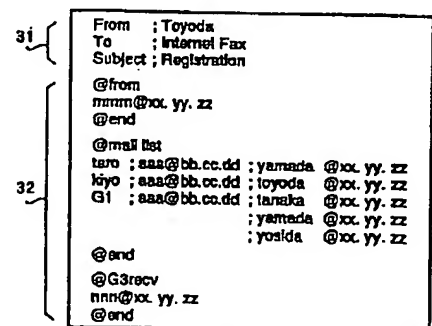 31
From ; Toyoda
To ; Internet Fax
Subject ; Registration
32
@from
mmm@xx. yy. zz
@end
@mail list
taro ; aaa@bb.cc.dd ; yamada @xx. yy. zz
kiyo ; aaa@bb.cc.dd ; toyoda @xx. yy. zz
G1 ; aaa@bb.cc.dd ; tanaka @xx. yy. zz
; yamada @xx. yy. zz
; yosida @xx. yy. zz
@end
@G3recv
nnn@xx. yy. zz
@end